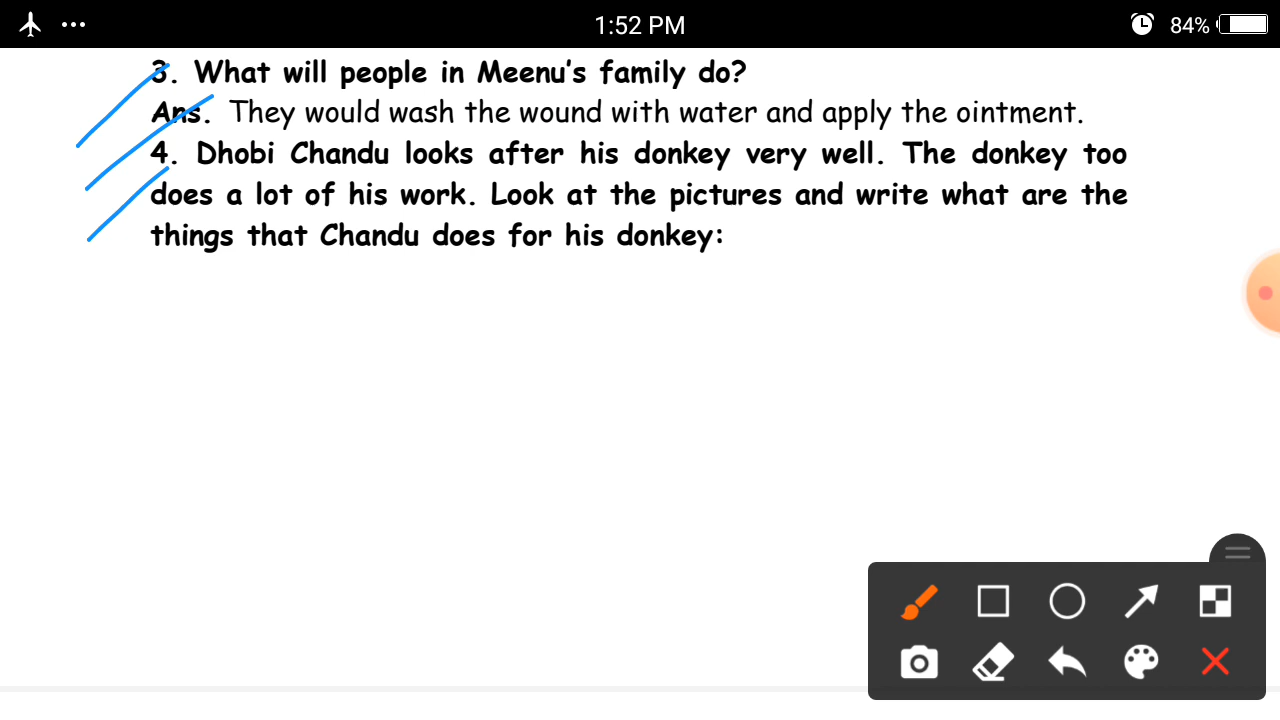 1:52 PM
84%
3. What will people in Meenu's family do?
Ans. They would wash the wound with water and apply the ointment.
4. Dhobi Chandu looks after his donkey very well. The donkey too
does a lot of his work. Look at the pictures and write what are the
things that Chandu does for his donkey: